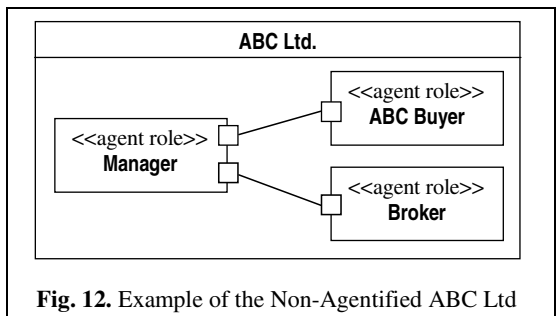 ABC Ltd.
<<agent role>>
ABC Buyer
<<agent role>>
Manager
<<agent role>>
Broker
Fig. 12. Example of the Non-Agentified ABC Ltd